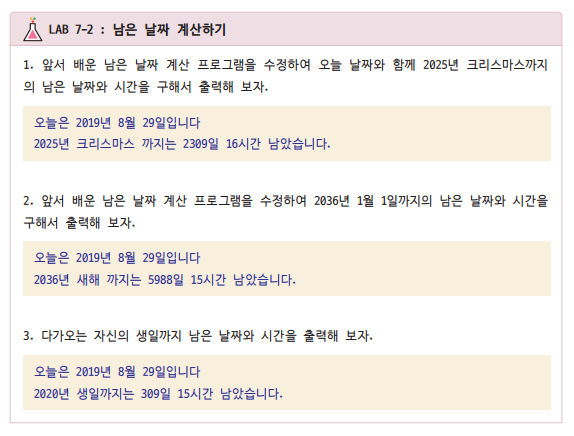 LAB 7-2 : 남은 날짜 계산하기
1. 앞서 배운 남은 날짜 계산 프로그램을 수정하여 오늘 날짜와 함께 2025년 크리스마스까지
의 남은 날짜와 시간을 구해서 출력해 보자.
오늘은 2019년 8월 29일입니다
2025년 크리스마스 까지는 2309일 16시간 남았습니다.
2. 앞서 배운 남은 날짜 계산 프로그램을 수정하여 2036년 1월 1일까지의 남은 날짜와 시간을
구해서 출력해 보자.
오늘은 2019년 8월 29일입니다
2036년 새해 까지는 5988일 15시간 남았습니다.
3. 다가오는 자신의 생일까지 남은 날짜와 시간을 출력해 보자.
오늘은 2019년 8월 29일입니다
2020년 생일까지는 309일 15시간 남았습니다.